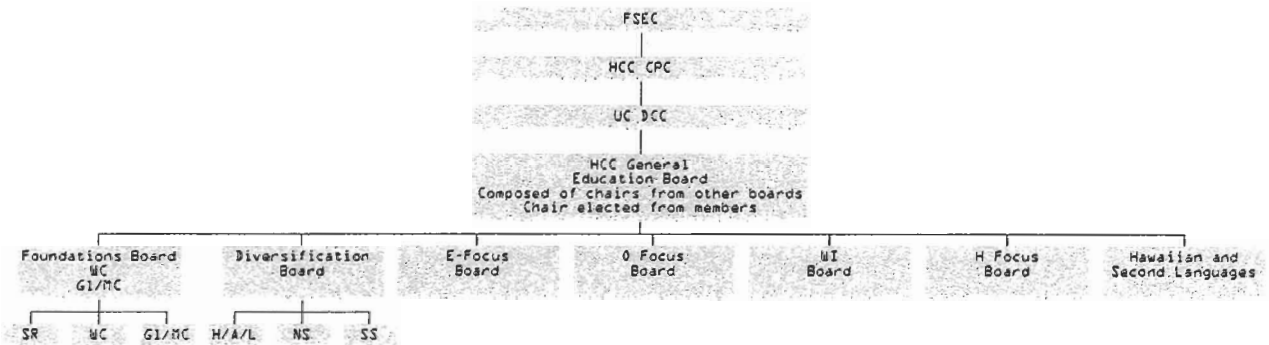 FSEC
HCC CPC
UC DCC
HCC General
Education Board
Composed of chairs from other boards
Chair elected from members
Foundations Board
WC
G1/MC
Diversification
Board
E-Focus
Board
O Focus
Board
WI
Board
H Focus
Board
Hawaiian and
Second Languages
SR
WC
G1/MC
H/A/L
NS
SS